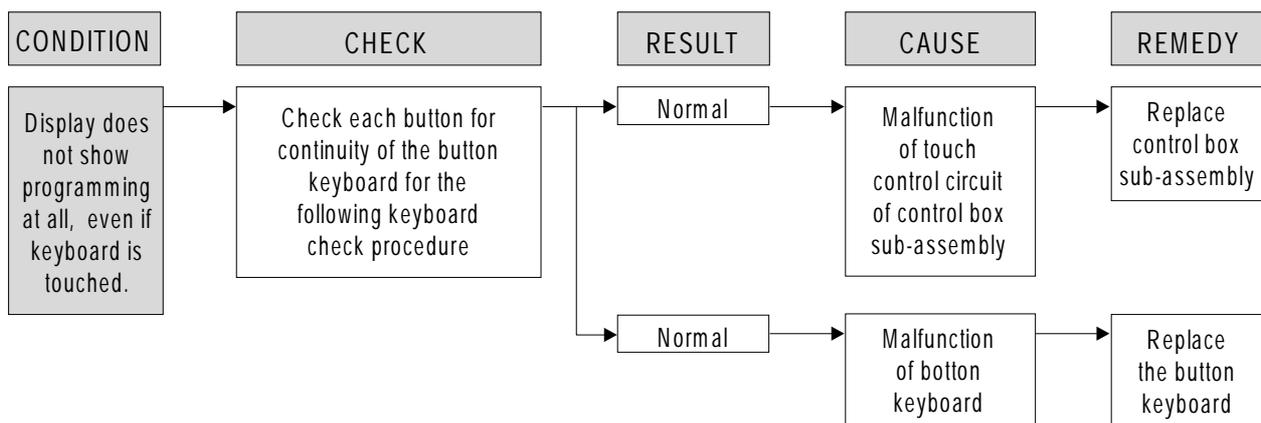 CONDITION
CHECK
RESULT
CAUSE
REMEDY
Display does
not show
programming
at all, even if
keyboard is
touched.
Check each button for
continuity of the button
keyboard for the
following keyboard
check procedure
Normal
Malfunction
of touch
control circuit
of control box
sub-assembly
Replace
control box
sub-assembly
Normal
Malfunction
of botton
keyboard
Replace
the button
keyboard